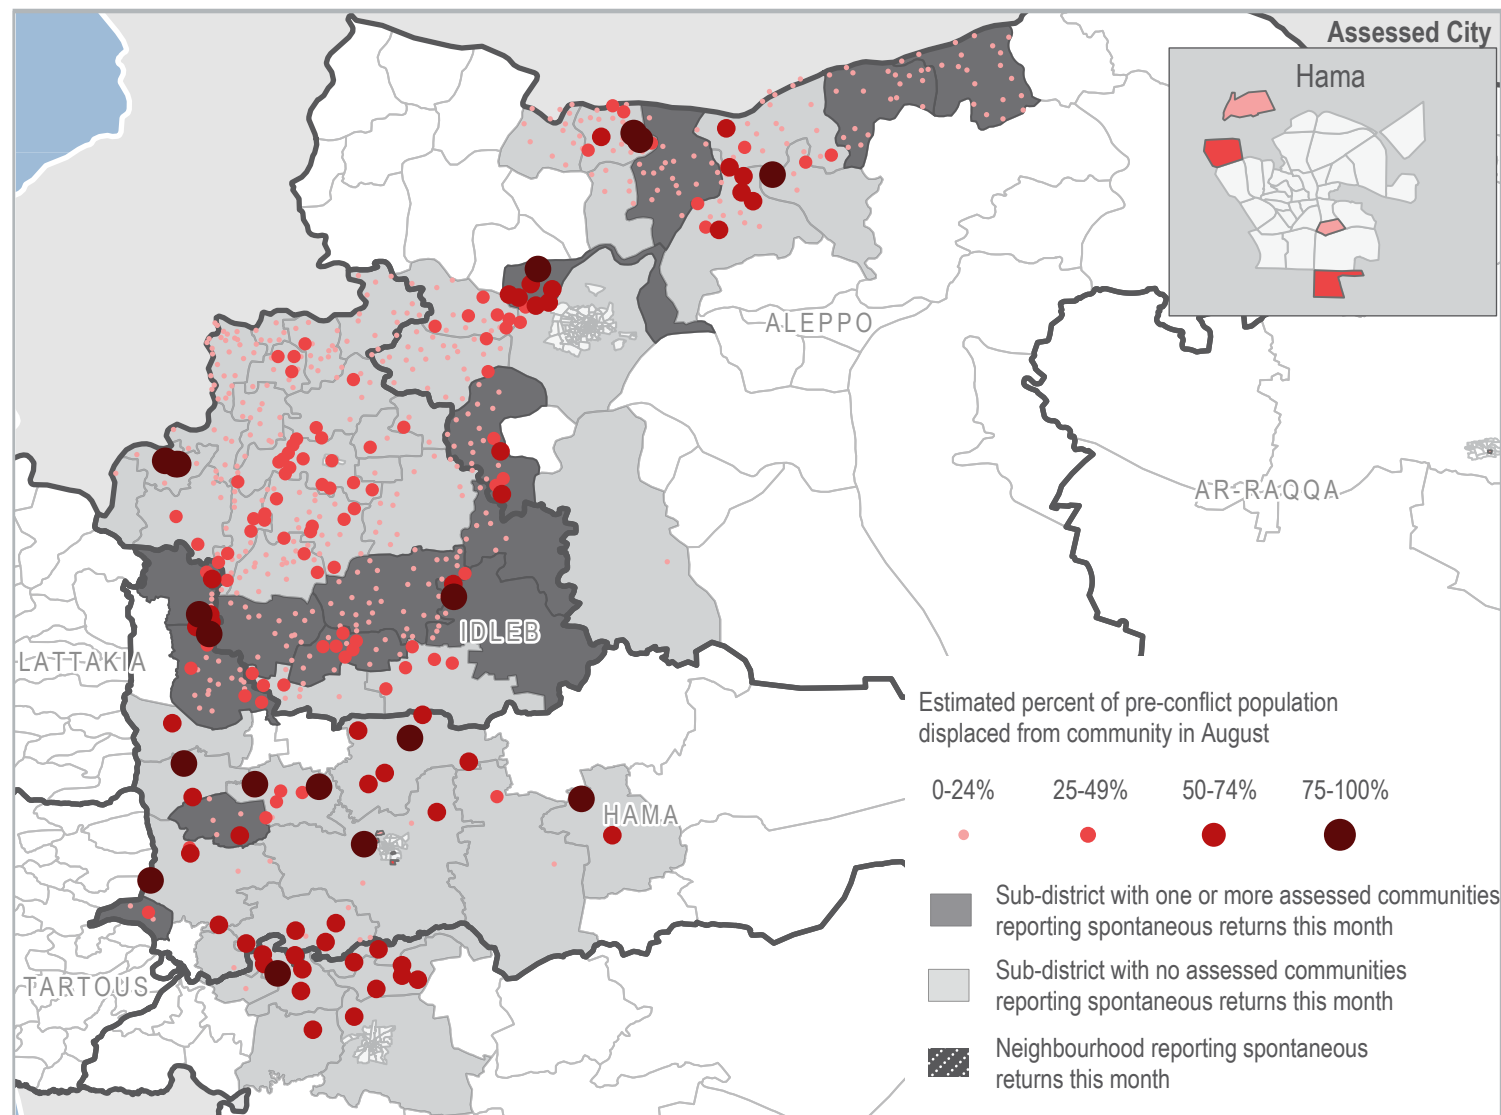 Assessed City
Hama
ALEPPO
AR-RAQQA
IDLEB
LATTAKIA
HAMA
TARTOUS
Estimated percent of pre-conflict population
displaced from community in August
0-24% 25-49% 50-74% 75-100%
Sub-district with one or more assessed communities
reporting spontaneous returns this month
Sub-district with no assessed communities
reporting spontaneous returns this month
Neighbourhood reporting spontaneous
returns this month